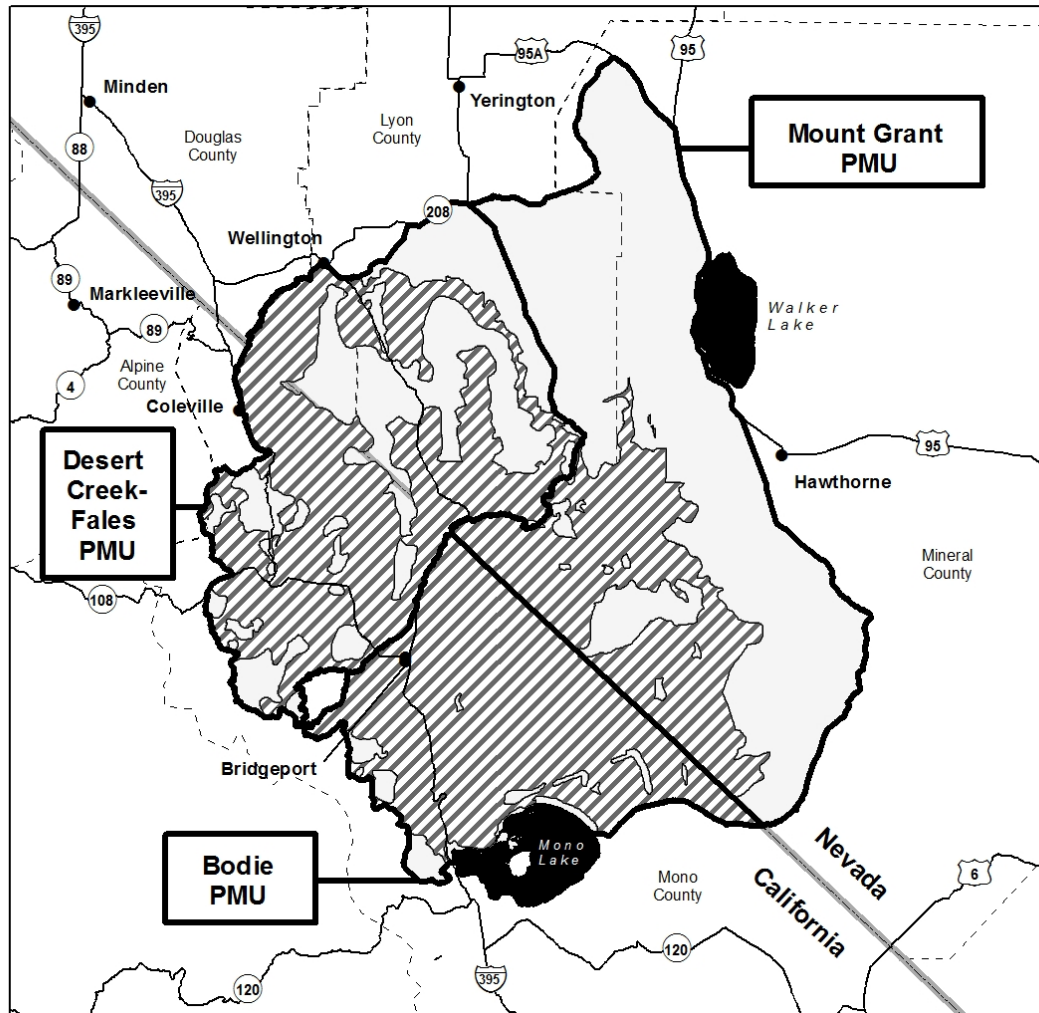 395
95A
95
Minden
Yerington
Lyon
County
Douglas
County
Mount Grant
PMU
88
395
208
Wellington
89
Markleeville
Walker
Lake
89
Alpine
County
4
Coleville
95
Desert
Creek-
Fales
PMU
Hawthorne
Mineral
County
108
Bridgeport
Bodie
PMU
Mono
Lake
Nevada
California
Mono
County
6
120
395
120